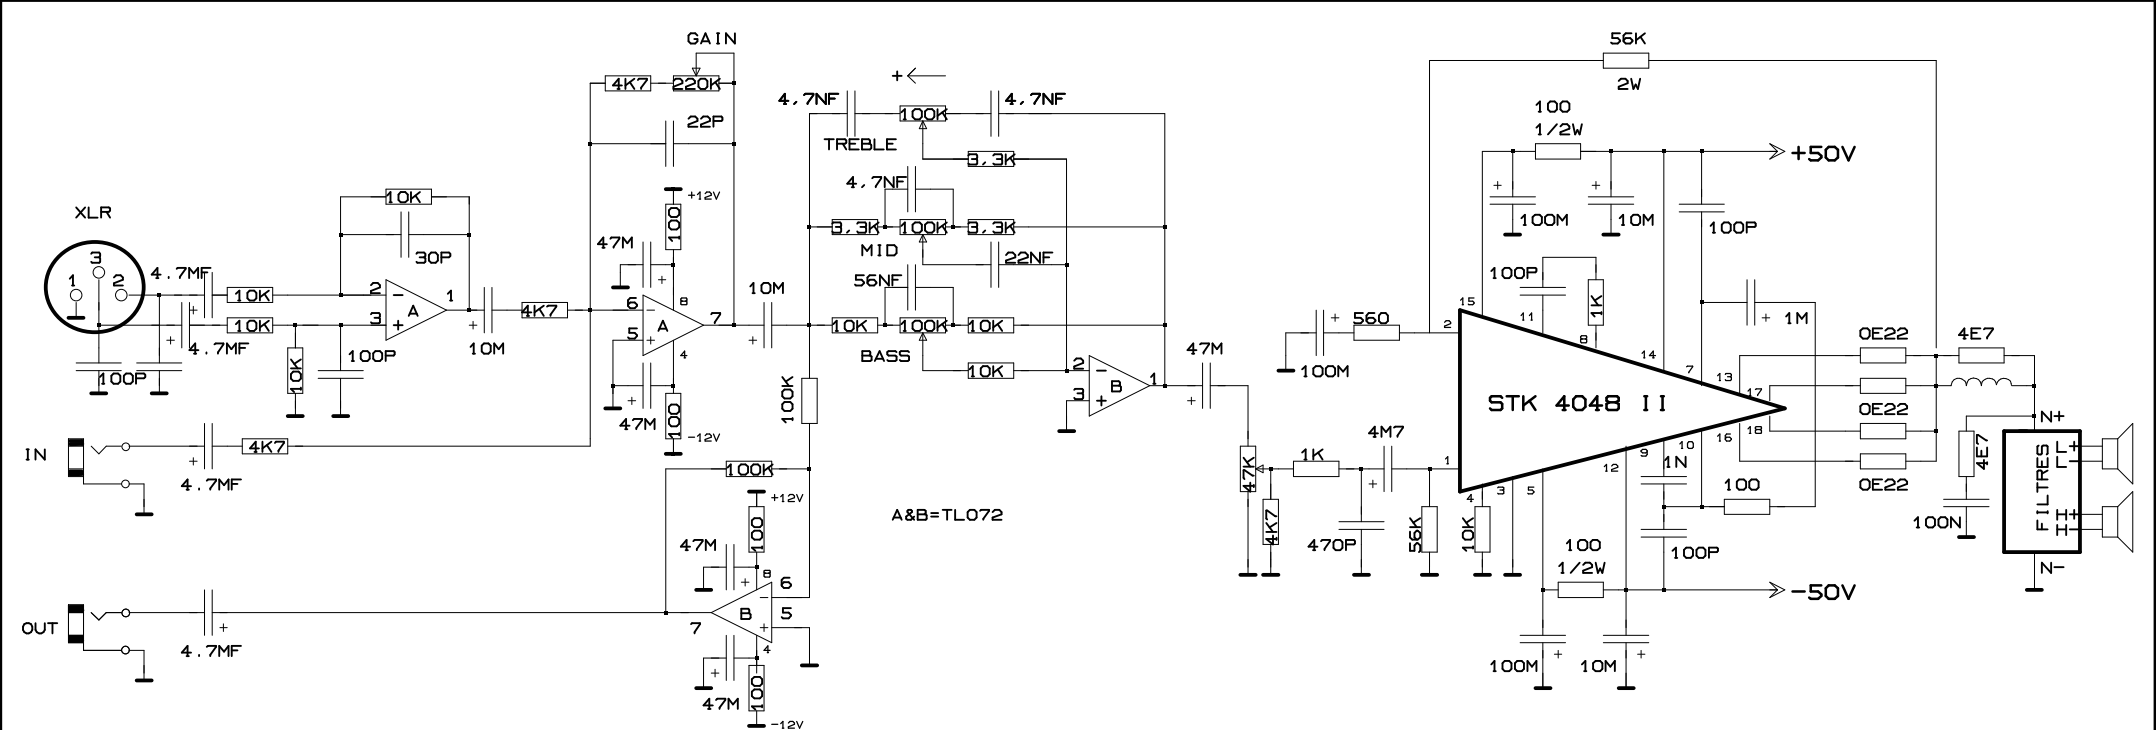 GAIN
4K7
220K
22P
XLR
3
1
2
4.7MF
10K
30P
10K
2
3
A
1
10K
4.7MF
100P
10K
100P
10M
4K7
+12V
100
47M
8
6
5
A
7
4
47M
100
-12V
10M
+
4.7NF
100K
4.7NF
TREBLE
3.3K
4.7NF
3.3K
100K
3.3K
MID
22NF
56NF
10K
100K
10K
BASS
10K
100K
2
3
B
1
47M
IN
4.7MF
4K7
100K
+12V
100
47M
8
6
5
B
7
4
47M
100
-12V
OUT
4.7MF
A&B=TL072
47K
4K7
1K
470P
4M7
56K
10K
56K
2W
100
1/2W
+50V
100M
10M
100P
100P
1K
1M
560
100M
15
2
11
8
14
7
13
17
18
16
10
9
12
5
3
4
1
STK 4048 II
0E22
0E22
0E22
4E7
1N
100
100P
100
1/2W
-50V
100M
10M
4E7
100N
N+
FILTRES
L+
L-
H+
H-
N-